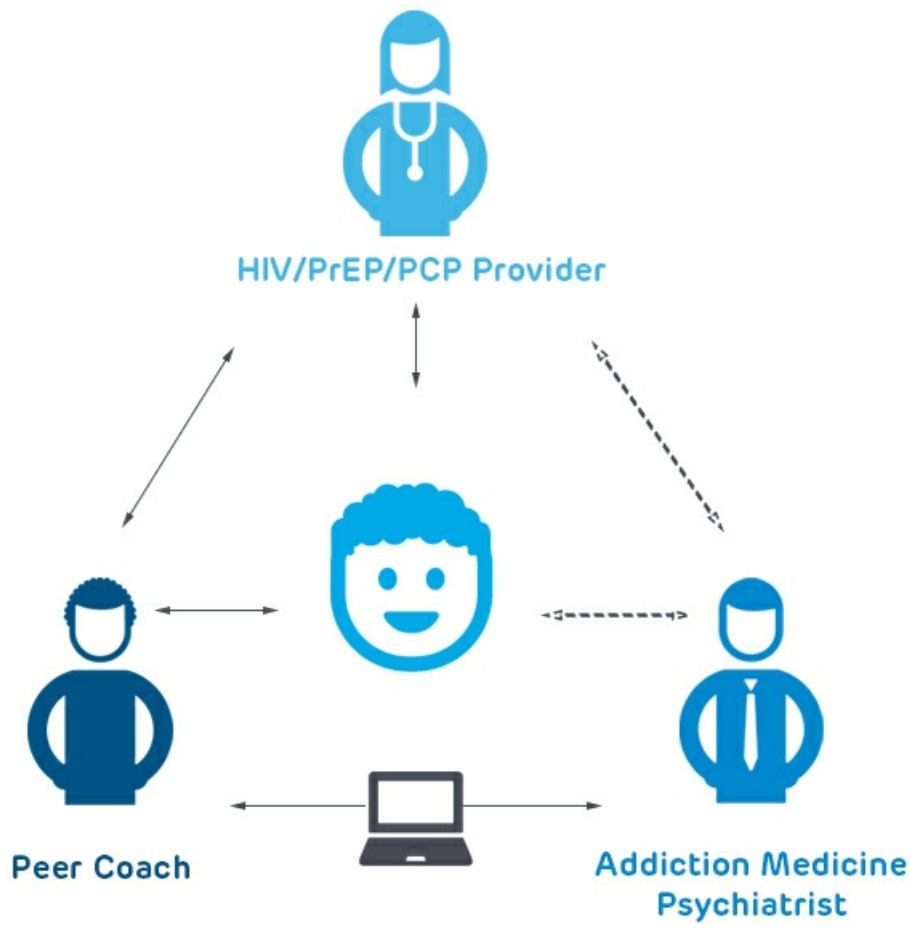 HIV/PrEP/PCP Provider
Peer Coach
Addiction Medicine
Psychiatrist